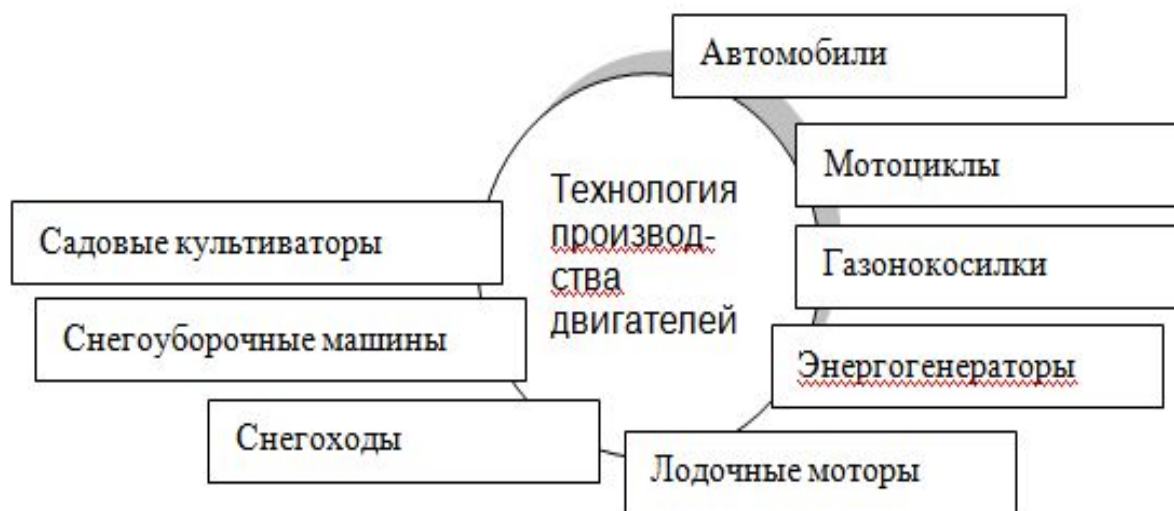 Автомобили
Мотоциклы
Газонокосилки
Энергогенераторы
Лодочные моторы
Снегоходы
Снегоуборочные машины
Садовые культиваторы
Технология
производ-
ства
двигателей